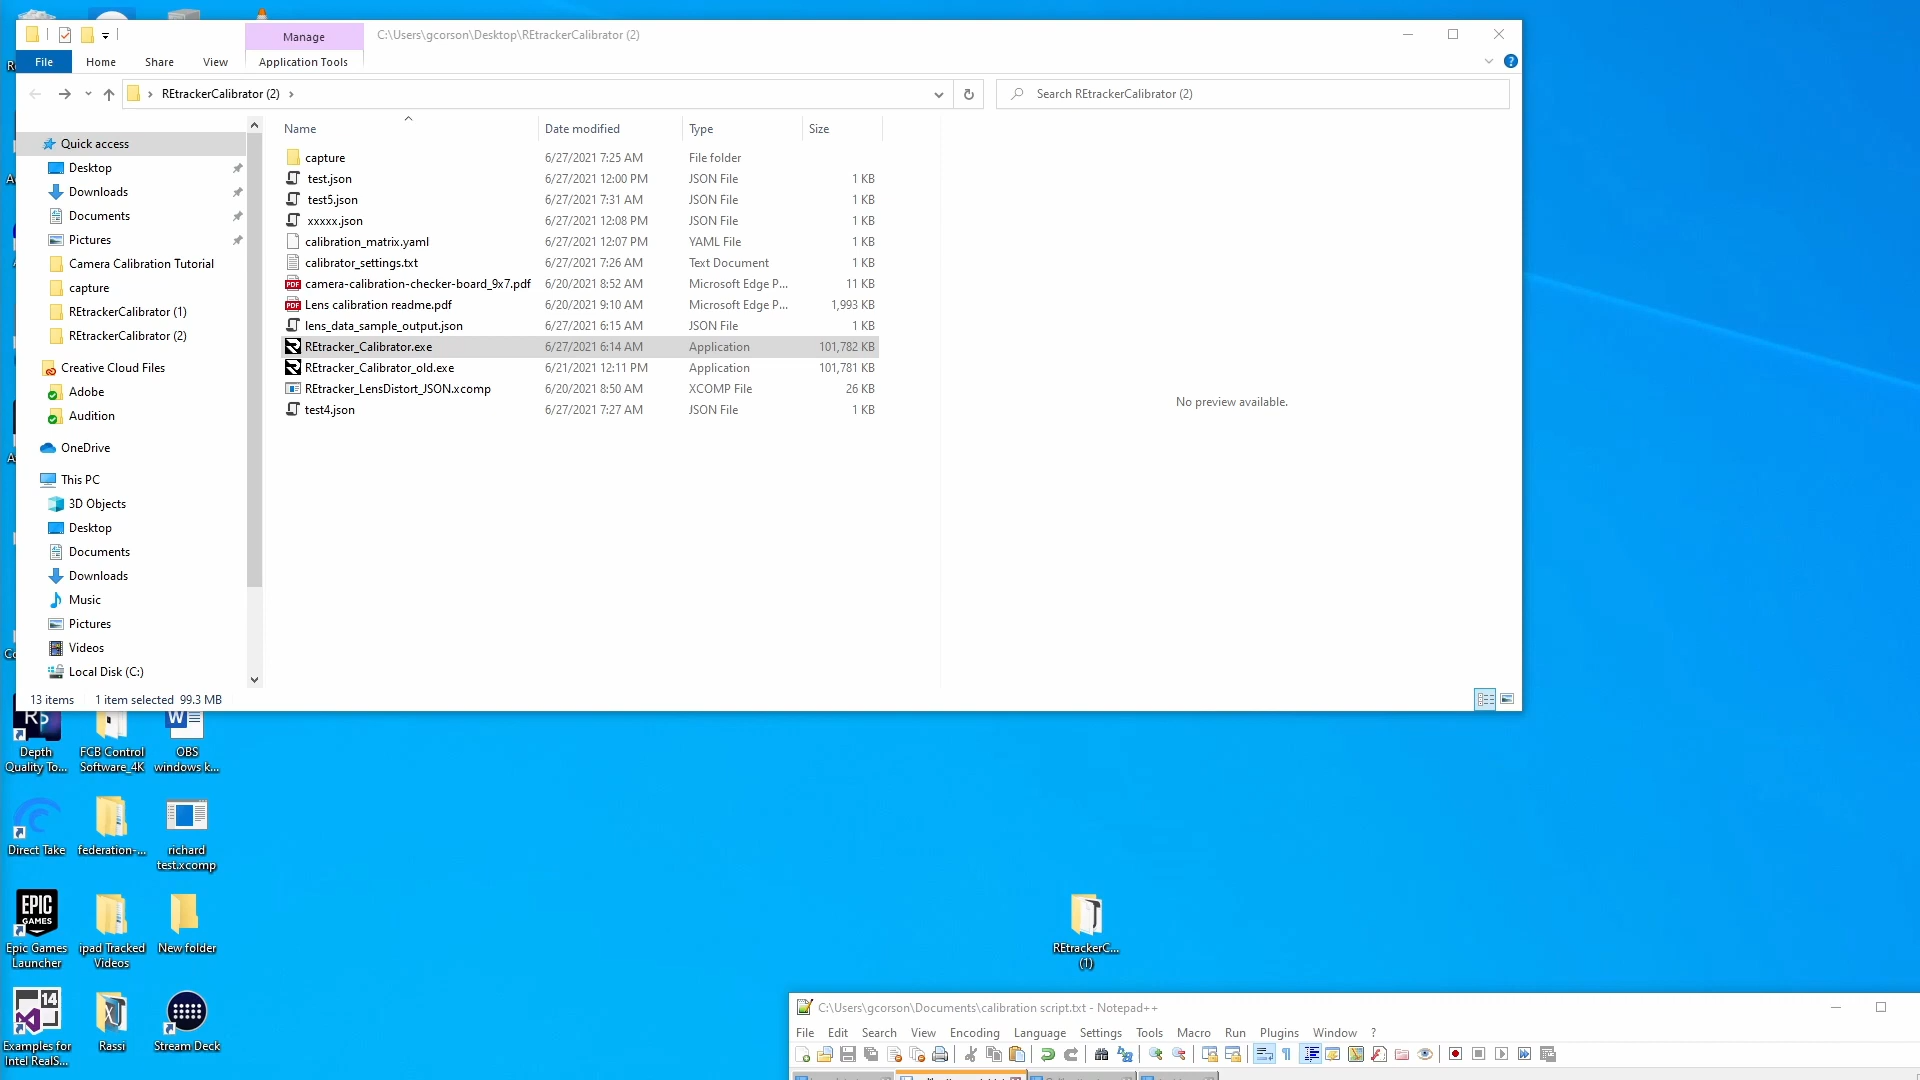 Manage
C:\Users\gcorson\Desktop\REtrackerCalibrator (2)
File
Home
Share
View
Application Tools
REtrackerCalibrator (2)
Search REtrackerCalibrator (2)
Name
Date modified
Type
Size
Quick access
Desktop
Downloads
Documents
Pictures
Camera Calibration Tutorial
capture
REtrackerCalibrator (1)
REtrackerCalibrator (2)
Creative Cloud Files
Adobe
Audition
OneDrive
This PC
3D Objects
Desktop
Documents
Downloads
Music
Pictures
Videos
Local Disk (C:)
capture 6/27/2021 7:25 AM File folder
test.json 6/27/2021 12:00 PM JSON File 1 KB
test5.json 6/27/2021 7:31 AM JSON File 1 KB
xxxxx.json 6/27/2021 12:08 PM JSON File 1 KB
calibration_matrix.yaml 6/27/2021 12:07 PM YAML File 1 KB
calibrator_settings.txt 6/27/2021 7:26 AM Text Document 1 KB
camera-calibration-checker-board_9x7.pdf 6/20/2021 8:52 AM Microsoft Edge P... 11 KB
Lens calibration readme.pdf 6/20/2021 9:10 AM Microsoft Edge P... 1,993 KB
lens_data_sample_output.json 6/27/2021 6:15 AM JSON File 1 KB
REtracker_Calibrator.exe 6/27/2021 6:14 AM Application 101,782 KB
REtracker_Calibrator_old.exe 6/21/2021 12:11 PM Application 101,781 KB
REtracker_LensDistort_JSON.xcomp 6/20/2021 8:50 AM XCOMP File 26 KB
test4.json 6/27/2021 7:27 AM JSON File 1 KB
No preview available.
13 items 1 item selected 99.3 MB
Depth
Quality To...
FCB Control
Software_4K
OBS
windows k...
Direct Take
federation-...
richard
test.xcomp
EPIC
GAMES
Epic Games
Launcher
ipad Tracked
Videos
New folder
REtrackerC...
(1)
14
Examples for
Intel RealS...
Rassi
Stream Deck
C:\Users\gcorson\Documents\calibration script.txt - Notepad++
File Edit Search View Encoding Language Settings Tools Macro Run Plugins Window ?